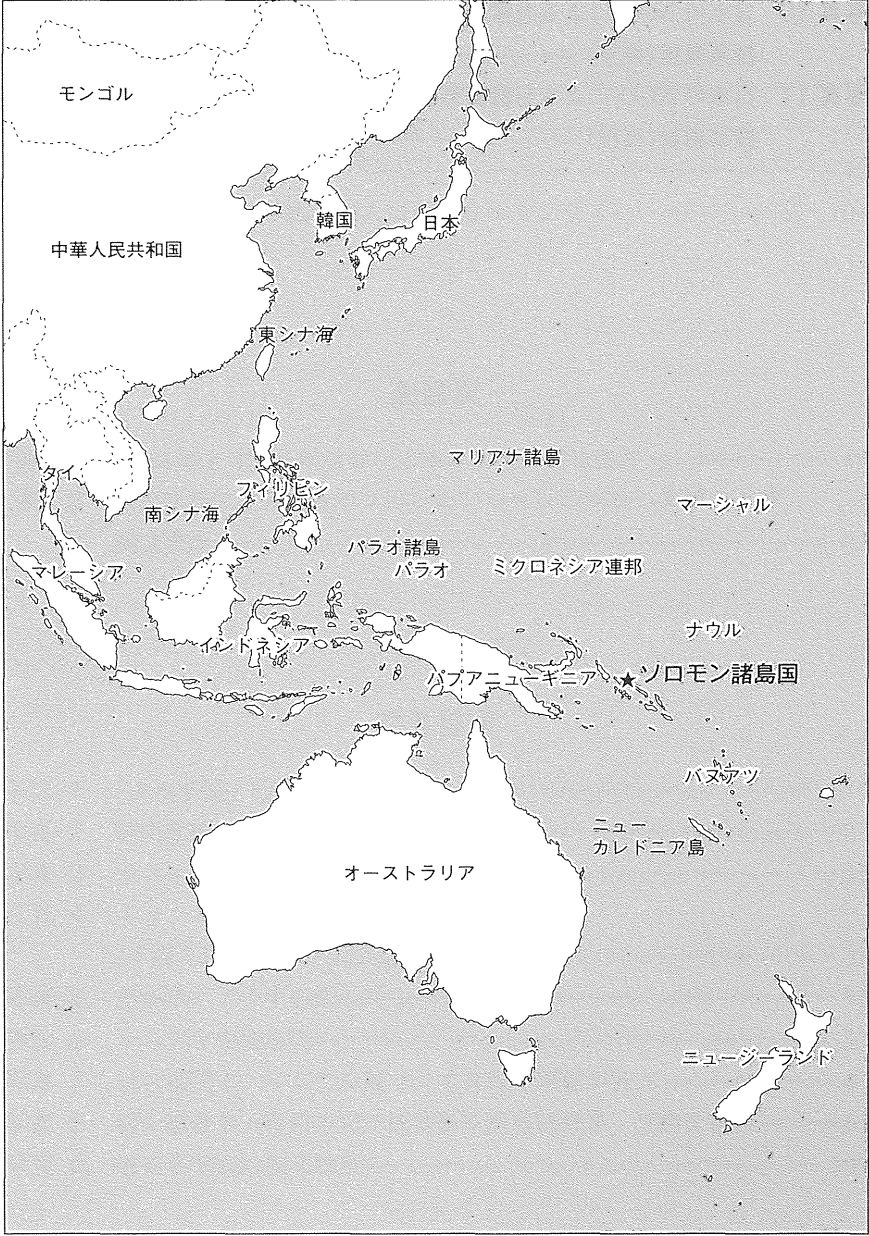 モンゴル
韓国
日本
中華人民共和国
東シナ海
マリアナ諸島
タイ
フィリピン
マーシャル
南シナ海
パラオ諸島
マレーシア
パラオ
ミクロネシア連邦
ナウル
インドネシア
パプアニューギニア
★ソロモン諸島国
バヌアツ
ニュー
カレドニア島
オーストラリア
ニュージーランド